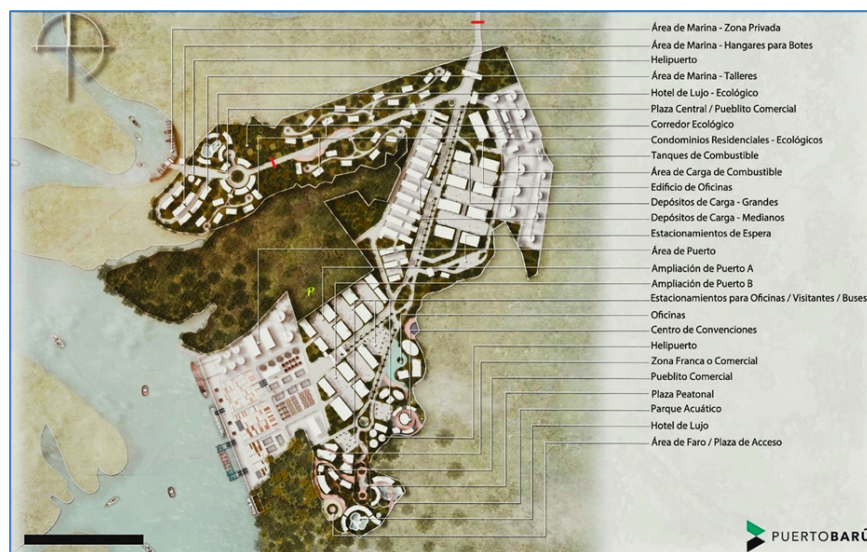 Área de Marina - Zona Privada
Área de Marina - Hangares para Botes
Helipuerto
Área de Marina - Talleres
Hotel de Lujo - Ecológico
Plaza Central / Pueblito Comercial
Corredor Ecológico
Condominios Residenciales - Ecológicos
Tanques de Combustible
Área de Carga de Combustible
Edificio de Oficinas
Depósitos de Carga - Grandes
Depósitos de Carga - Medianos
Estacionamientos de Espera
Área de Puerto
Ampliación de Puerto A
Ampliación de Puerto B
Estacionamientos para Oficinas / Visitantes / Buses
Oficinas
Centro de Convenciones
Helipuerto
Zona Franca o Comercial
Pueblito Comercial
Plaza Peatonal
Parque Acuático
Hotel de Lujo
Área de Faro / Plaza de Acceso
PUERTOBARÚ